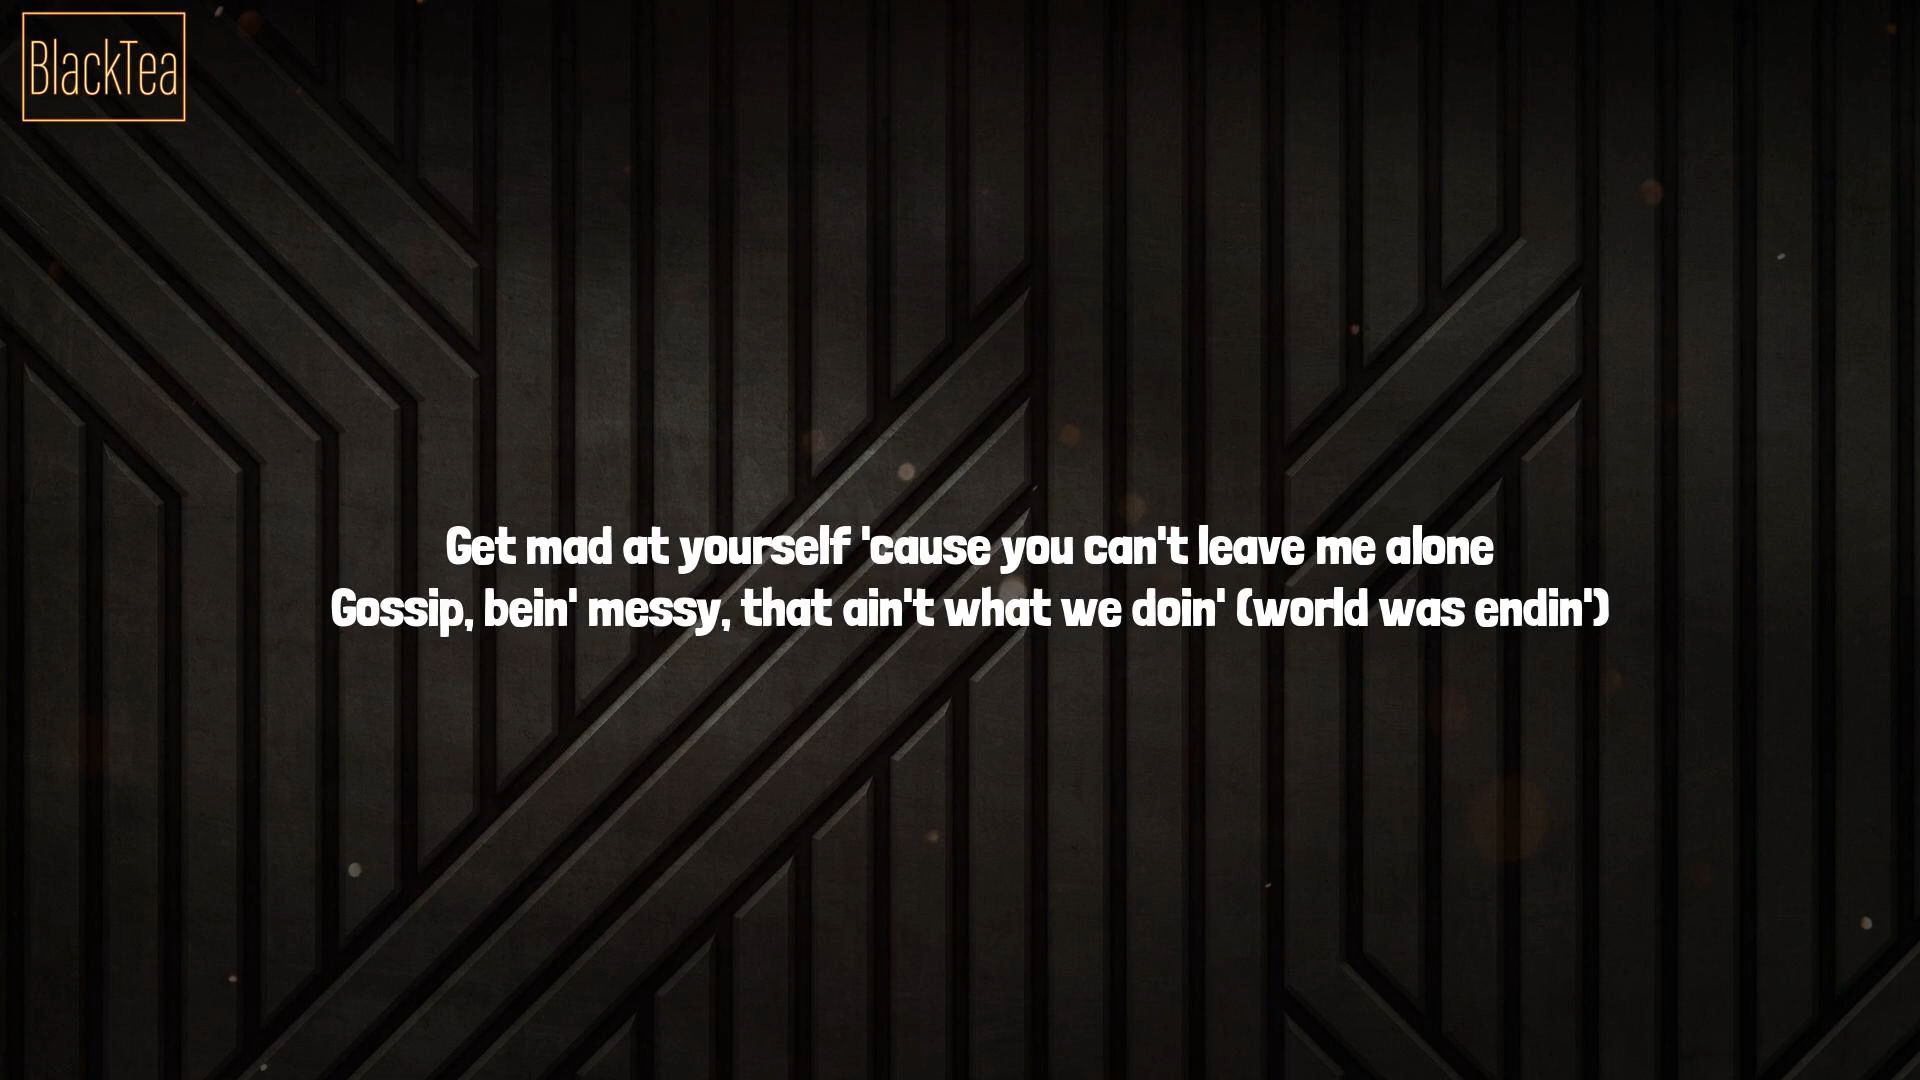 BlackTea
Get mad at yourself 'cause you can't leave me alone
Gossip, bein' messy, that ain't what we doin' (world was endin')